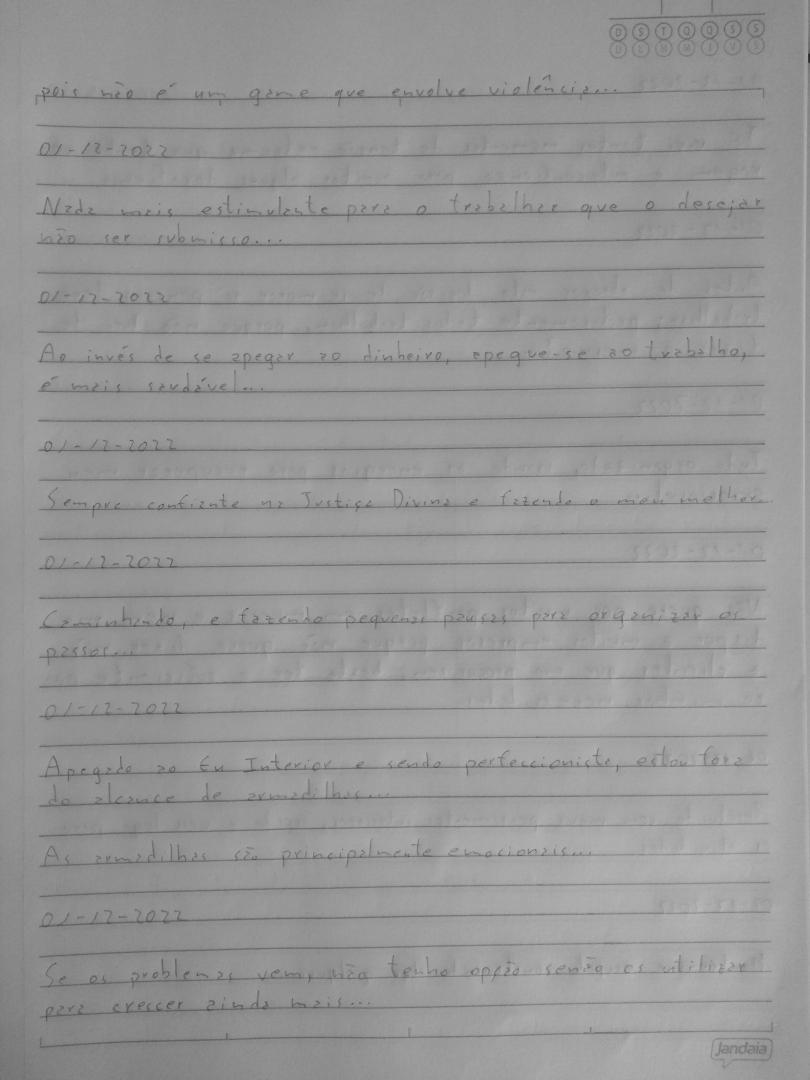 D S T Q Q S S
D L M M J V S
pois não é um game que envolve violência...
01-12-2022
Nada mais estimulante para o trabalhar que o desejar
não ser submisso...
01-12-2022
Ao invés de se apegar ao dinheiro, apegue-se ao trabalho,
é mais saudável...
01-12-2022
Sempre confiante na Justiça Divina e fazendo o meu melhor...
01-12-2022
Caminhando, e fazendo pequenas pausas para organizar os
passos...
01-12-2022
Apegado ao Eu Interior e sendo perfeccionista, estou fora
do alcance de armadilhas...
As armadilhas são principalmente emocionais...
01-12-2022
Se os problemas vem, não tenho opção senão os utilizar
para crescer ainda mais...
Jandaia